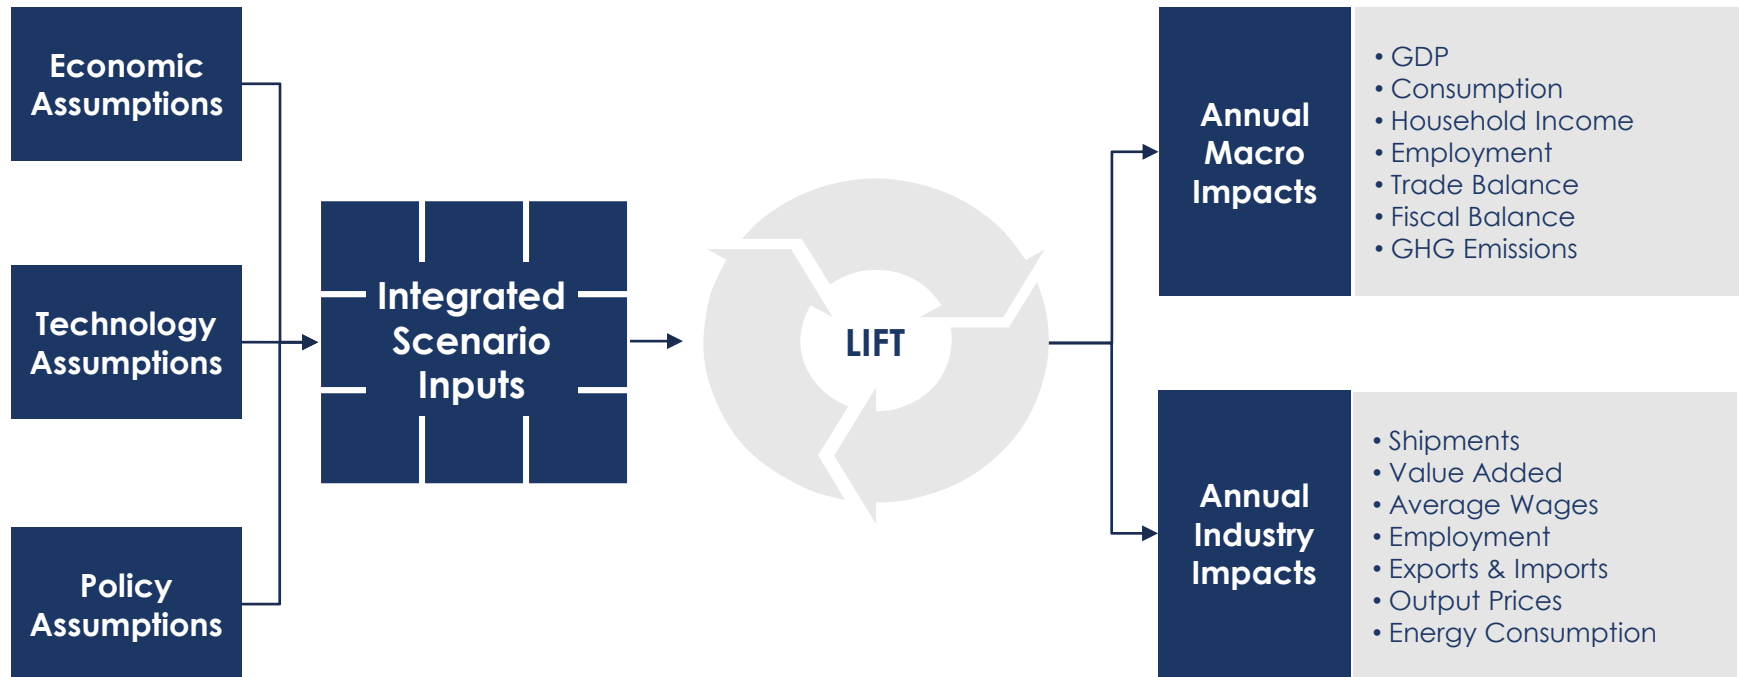 Economic
Assumptions
Technology
Assumptions
Policy
Assumptions
Integrated
Scenario
Inputs
LIFT
Annual
Macro
Impacts
• GDP
• Consumption
• Household Income
• Employment
• Trade Balance
• Fiscal Balance
• GHG Emissions
Annual
Industry
Impacts
• Shipments
• Value Added
• Average Wages
• Employment
• Exports & Imports
• Output Prices
• Energy Consumption